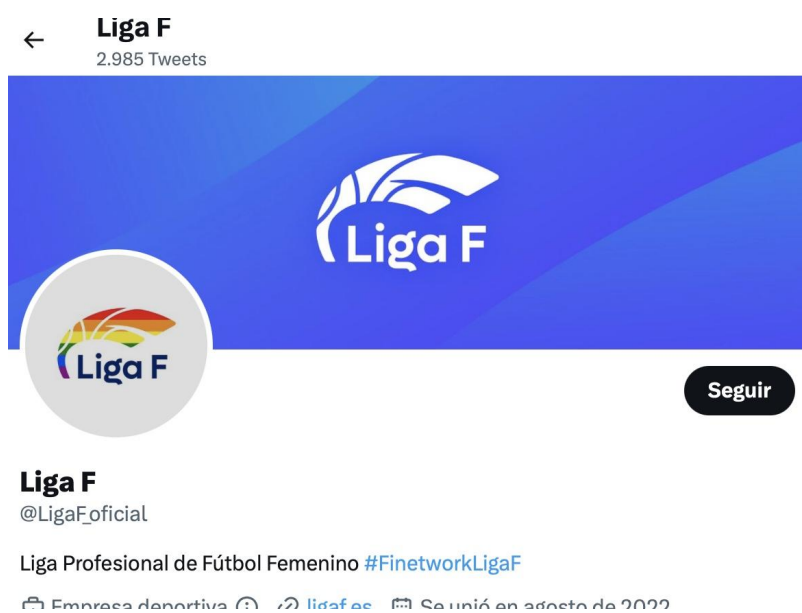 Liga F
2.985 Tweets
Liga F
Liga F
Seguir
Liga F
@LigaF_oficial
Liga Profesional de Fútbol Femenino #FinetworkLigaF
Empresa deportiva ligaf.es Se unió en agosto de 2022